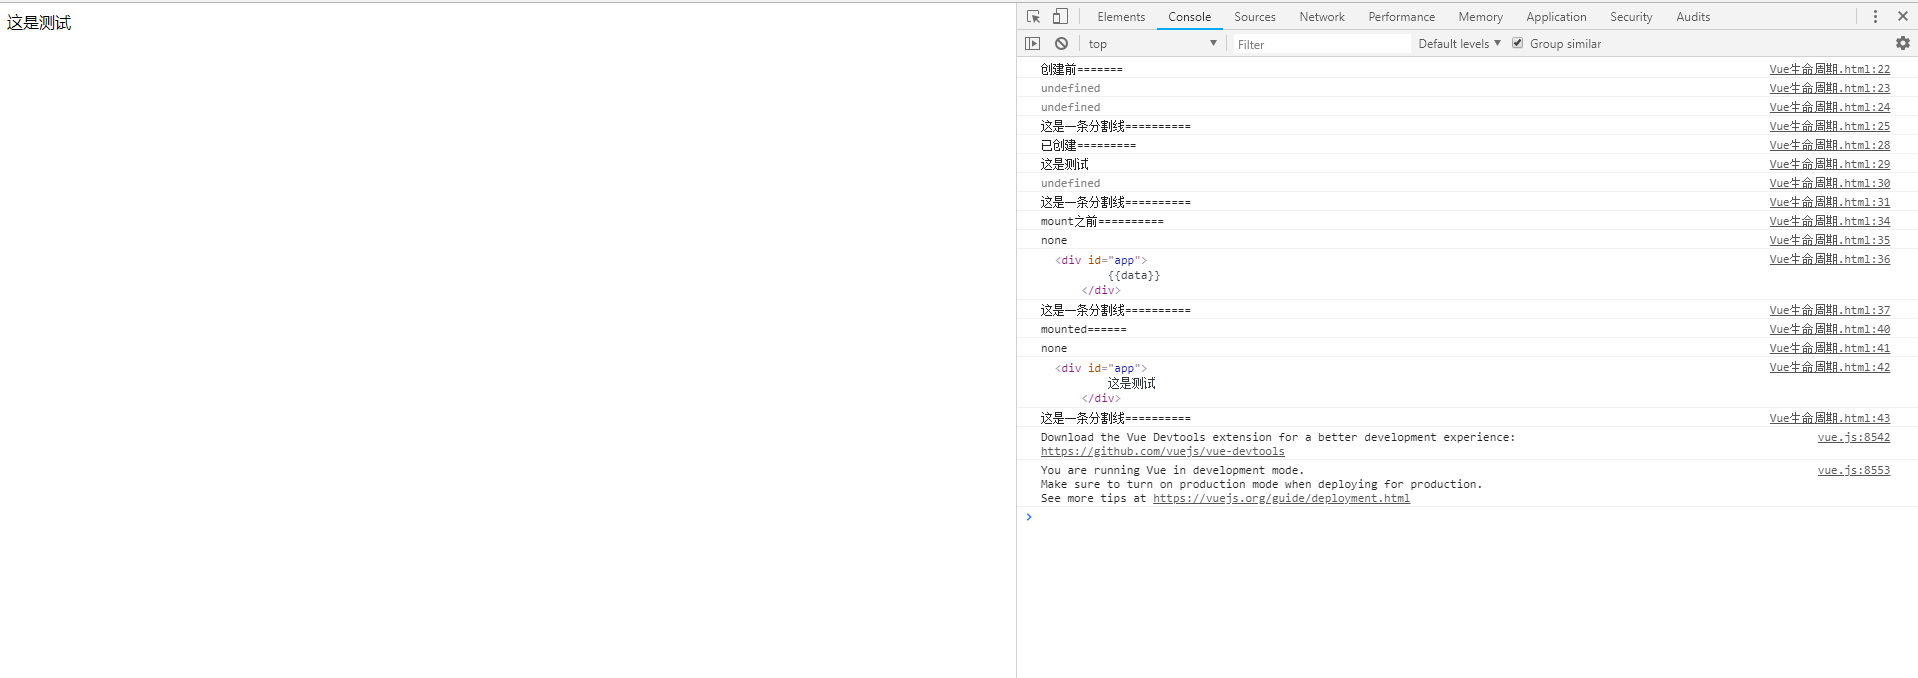 这是测试
Elements Console Sources Network Performance Memory Application Security Audits
top Filter Default levels Group similar
创建前======= Vue生命周期.html:22
undefined Vue生命周期.html:23
undefined Vue生命周期.html:24
这是一条分割线========== Vue生命周期.html:25
已创建========= Vue生命周期.html:28
这是测试 Vue生命周期.html:29
undefined Vue生命周期.html:30
这是一条分割线========== Vue生命周期.html:31
mount之前========== Vue生命周期.html:34
none Vue生命周期.html:35
<div id="app"> Vue生命周期.html:36
{{data}}
</div>
这是一条分割线========== Vue生命周期.html:37
mounted====== Vue生命周期.html:40
none Vue生命周期.html:41
<div id="app"> Vue生命周期.html:42
这是测试
</div>
这是一条分割线========== Vue生命周期.html:43
Download the Vue Devtools extension for a better development experience: vue.js:8542
https://github.com/vuejs/vue-devtools
You are running Vue in development mode. vue.js:8553
Make sure to turn on production mode when deploying for production.
See more tips at https://vuejs.org/guide/deployment.html